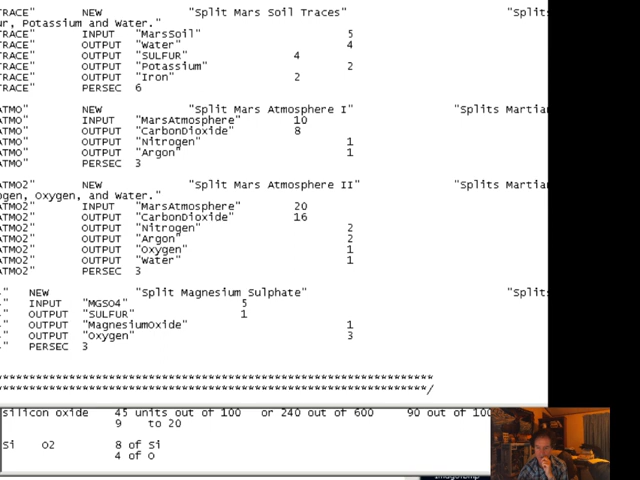 TRACE" NEW "Split Mars Soil Traces" "Splits
ur, Potassium and Water."
TRACE" INPUT "MarsSoil" 5
TRACE" OUTPUT "Water" 4
TRACE" OUTPUT "SULFUR" 4
TRACE" OUTPUT "Potassium" 2
TRACE" OUTPUT "Iron" 2
TRACE" PERSEC 6
ATMO" NEW "Split Mars Atmosphere I" "Splits Martian
ATMO" INPUT "MarsAtmosphere" 10
ATMO" OUTPUT "CarbonDioxide" 8
ATMO" OUTPUT "Nitrogen" 1
ATMO" OUTPUT "Argon" 1
ATMO" PERSEC 3
ATMO2" NEW "Split Mars Atmosphere II" "Splits Martian
ogen, Oxygen, and Water."
ATMO2" INPUT "MarsAtmosphere" 20
ATMO2" OUTPUT "CarbonDioxide" 16
ATMO2" OUTPUT "Nitrogen" 2
ATMO2" OUTPUT "Argon" 2
ATMO2" OUTPUT "Oxygen" 1
ATMO2" OUTPUT "Water" 1
ATMO2" PERSEC 3
" NEW "Split Magnesium Sulphate" "Splits
" INPUT "MGSO4" 5
" OUTPUT "SULFUR" 1
" OUTPUT "MagnesiumOxide" 1
" OUTPUT "Oxygen" 3
" PERSEC 3
silicon oxide 45 units out of 100 or 240 out of 600 90 out of 100
9 to 20
Si O2 8 of Si
4 of O